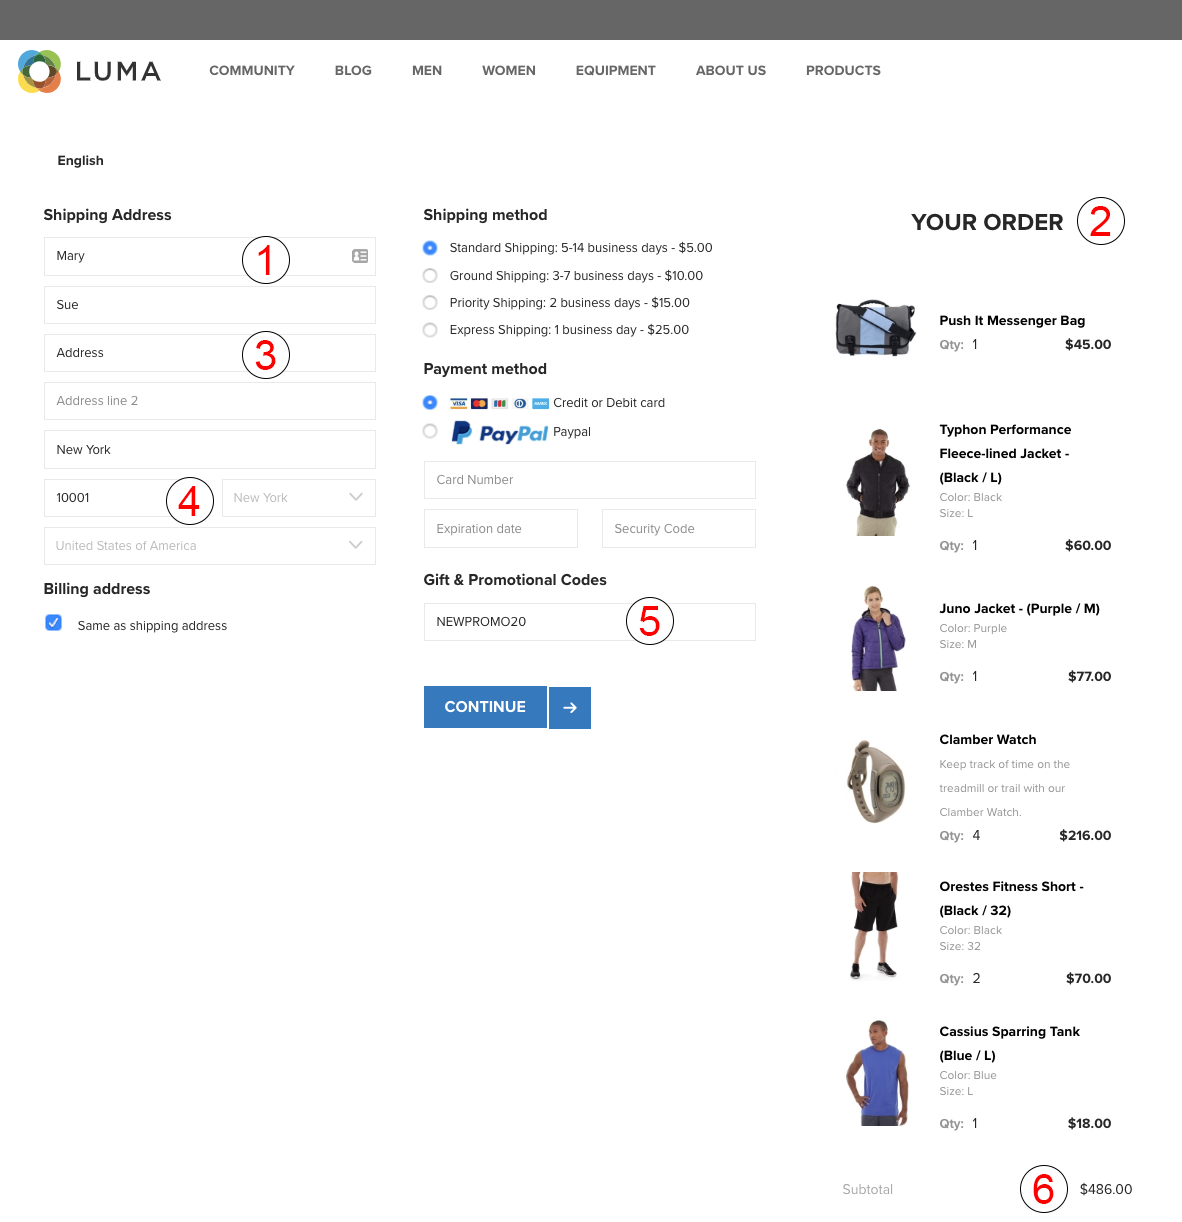 LUMA
COMMUNITY BLOG MEN WOMEN EQUIPMENT ABOUT US PRODUCTS
English
Shipping Address
Mary
1
Sue
Address
3
Address line 2
New York
10001
4
New York
United States of America
Billing address
Same as shipping address
Shipping method
Standard Shipping: 5-14 business days - $5.00
Ground Shipping: 3-7 business days - $10.00
Priority Shipping: 2 business days - $15.00
Express Shipping: 1 business day - $25.00
Payment method
VISA Credit or Debit card
PayPal Paypal
Card Number
Expiration date
Security Code
Gift & Promotional Codes
NEWPROMO20
5
CONTINUE
YOUR ORDER
2
Push It Messenger Bag
Qty: 1 $45.00
Typhon Performance
Fleece-lined Jacket -
(Black / L)
Color: Black
Size: L
Qty: 1 $60.00
Juno Jacket - (Purple / M)
Color: Purple
Size: M
Qty: 1 $77.00
Clamber Watch
Keep track of time on the
treadmill or trail with our
Clamber Watch.
Qty: 4 $216.00
Orestes Fitness Short -
(Black / 32)
Color: Black
Size: 32
Qty: 2 $70.00
Cassius Sparring Tank
(Blue / L)
Color: Blue
Size: L
Qty: 1 $18.00
Subtotal 6 $486.00